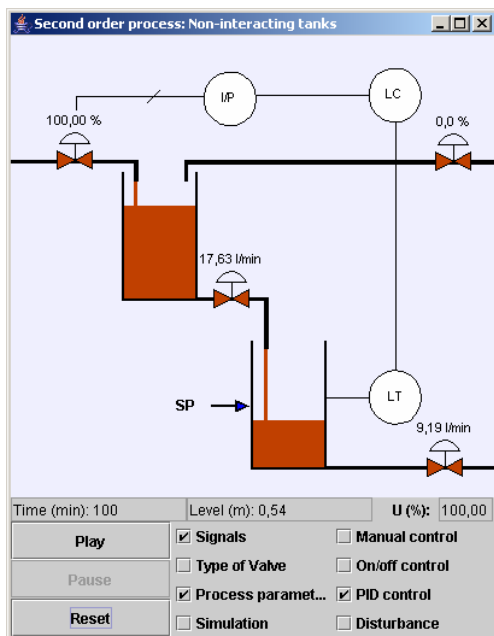 Second order process: Non-interacting tanks
I/P
LC
100,00 %
0,0 %
17,63 l/min
SP
LT
9,19 l/min
Time (min): 100
Level (m): 0,54
U (%): 100,00
Play
Signals
Manual control
Type of Valve
On/off control
Pause
Process paramet...
PID control
Reset
Simulation
Disturbance